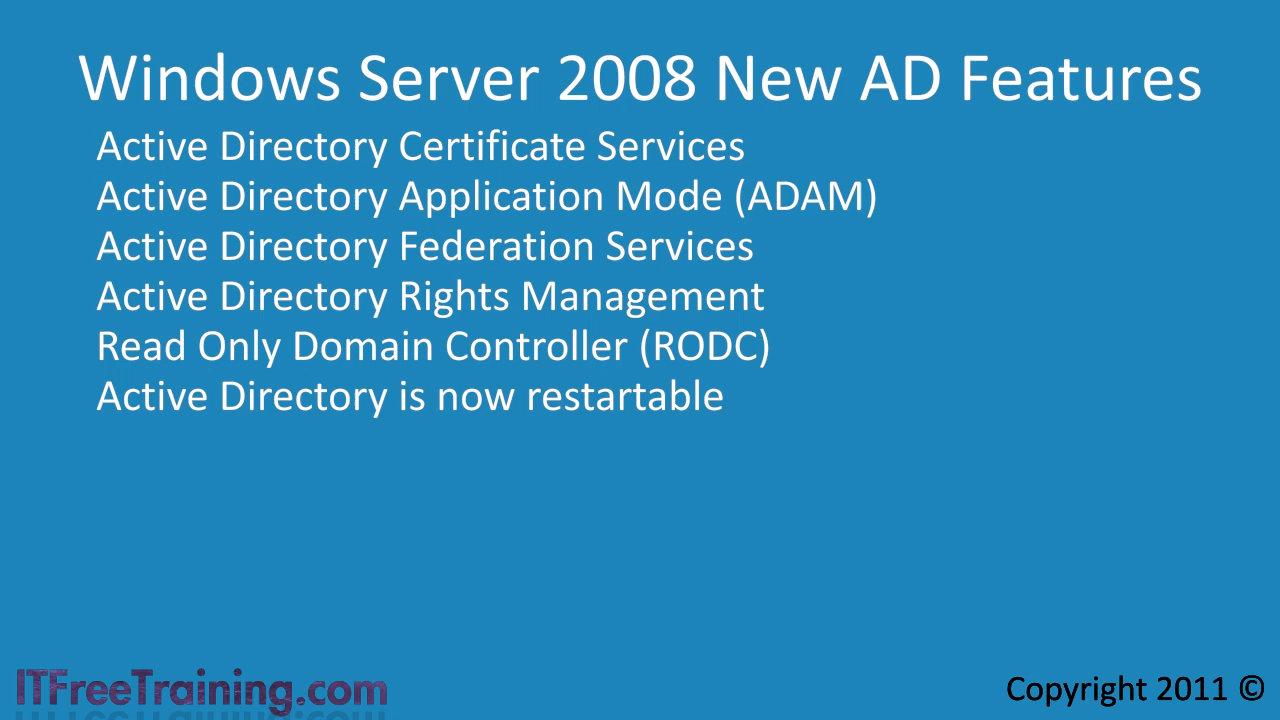 Windows Server 2008 New AD Features
Active Directory Certificate Services
Active Directory Application Mode (ADAM)
Active Directory Federation Services
Active Directory Rights Management
Read Only Domain Controller (RODC)
Active Directory is now restartable
ITFreeTraining.com
Copyright 2011 ©